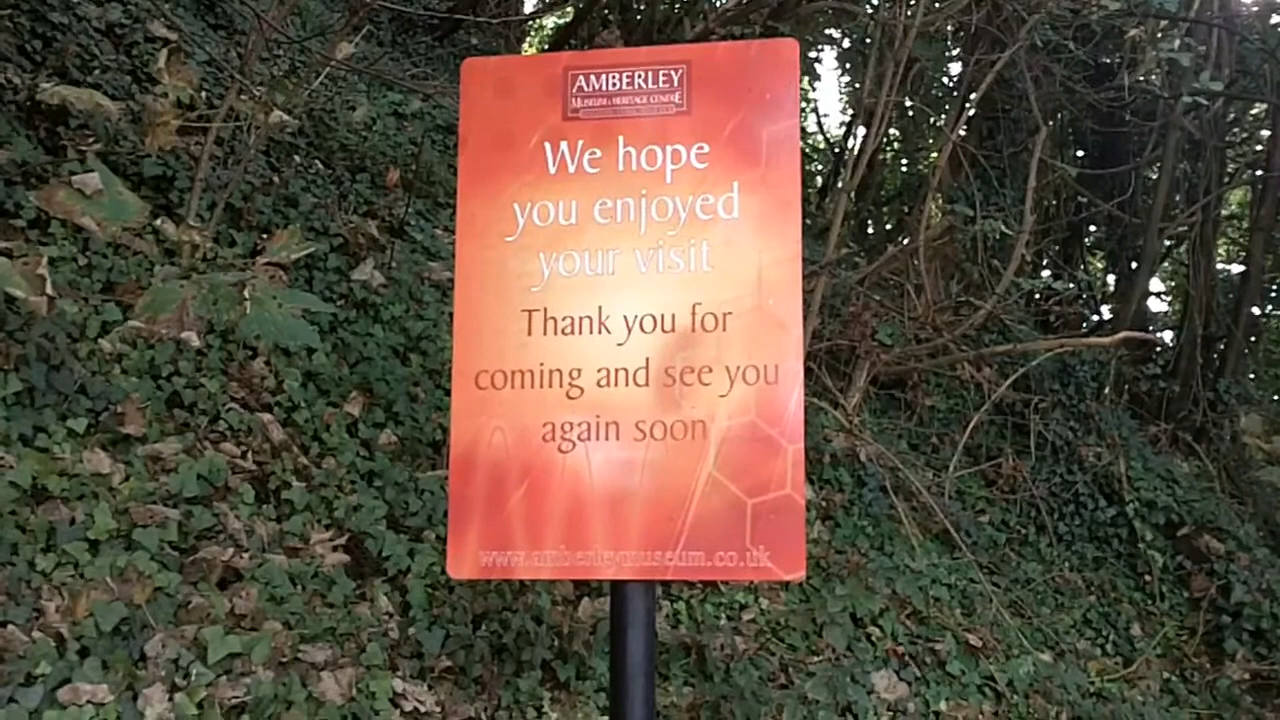 AMBERLEY
MUSEUM & HERITAGE CENTRE
We hope
you enjoyed
your visit
Thank you for
coming and see you
again soon
www.amberleymuseum.co.uk